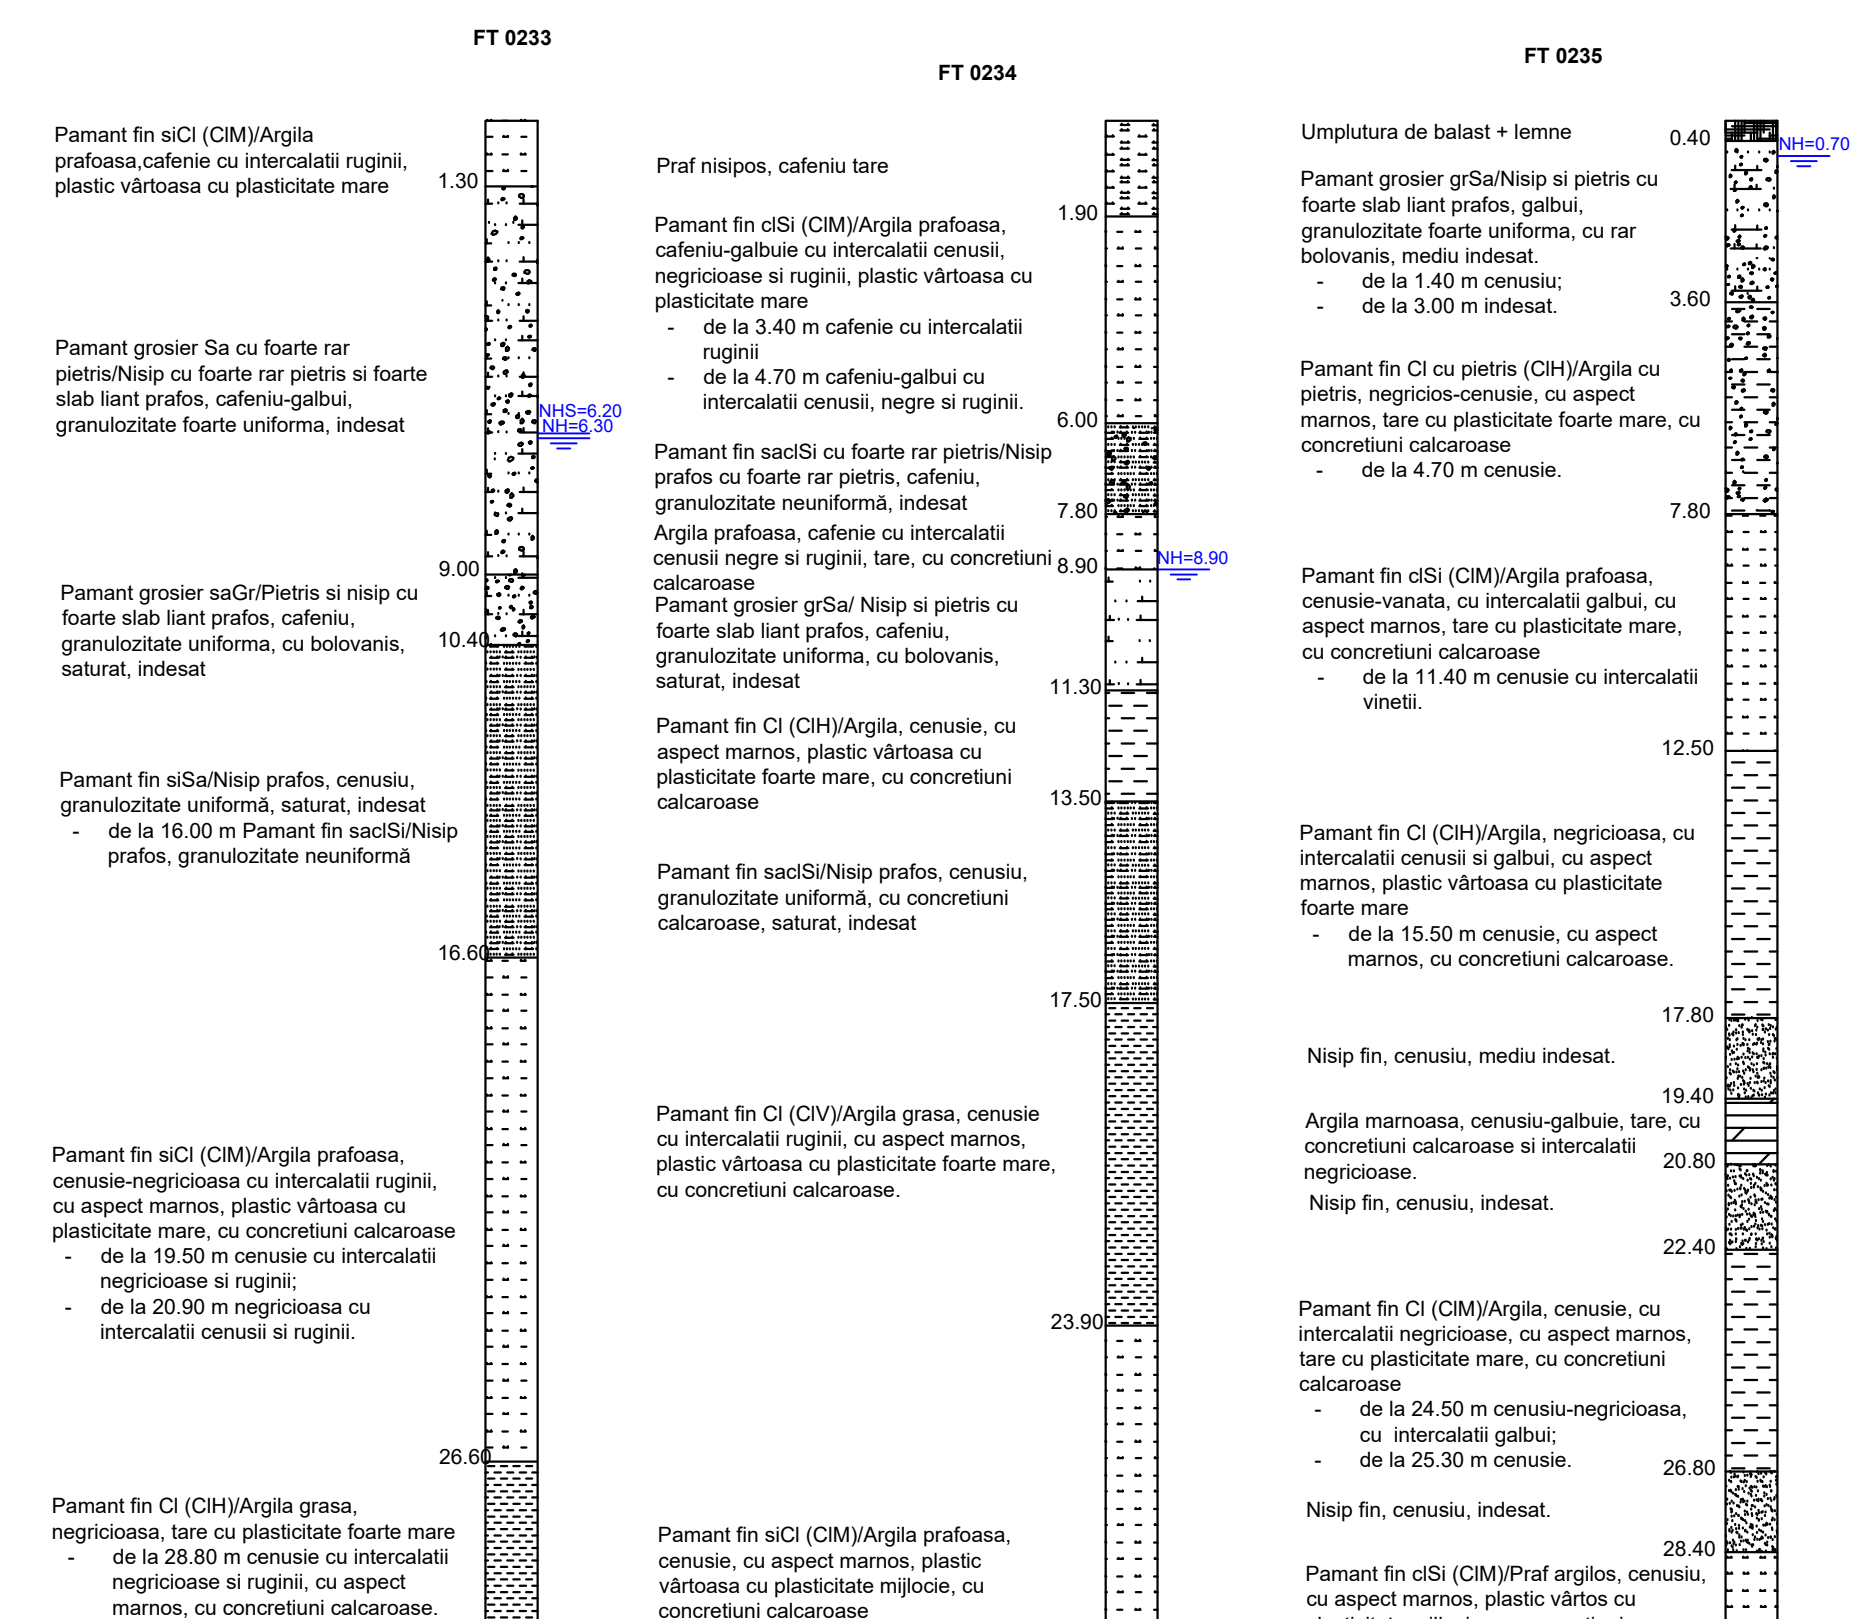 FT 0233
FT 0234
FT 0235
Pamant fin siCl (ClM)/Argila
prafoasa,cafenie cu intercalatii ruginii,
plastic vârtoasa cu plasticitate mare
1.30
Pamant grosier Sa cu foarte rar
pietris/Nisip cu foarte rar pietris si foarte
slab liant prafos, cafeniu-galbui,
granulozitate foarte uniforma, indesat
NHS=6.20
NH=6.30
9.00
Pamant grosier saGr/Pietris si nisip cu
foarte slab liant prafos, cafeniu,
granulozitate uniforma, cu bolovanis,
saturat, indesat
10.40
Pamant fin siSa/Nisip prafos, cenusiu,
granulozitate uniformă, saturat, indesat
- de la 16.00 m Pamant fin saclSi/Nisip
prafos, granulozitate neuniformă
16.60
Pamant fin siCl (ClM)/Argila prafoasa,
cenusie-negricioasa cu intercalatii ruginii,
cu aspect marnos, plastic vârtoasa cu
plasticitate mare, cu concretiuni calcaroase
- de la 19.50 m cenusie cu intercalatii
negricioase si ruginii;
- de la 20.90 m negricioasa cu
intercalatii cenusii si ruginii.
26.60
Pamant fin Cl (ClH)/Argila grasa,
negricioasa, tare cu plasticitate foarte mare
- de la 28.80 m cenusie cu intercalatii
negricioase si ruginii, cu aspect
marnos, cu concretiuni calcaroase.
Praf nisipos, cafeniu tare
1.90
Pamant fin clSi (ClM)/Argila prafoasa,
cafeniu-galbuie cu intercalatii cenusii,
negricioase si ruginii, plastic vârtoasa cu
plasticitate mare
- de la 3.40 m cafenie cu intercalatii
ruginii
- de la 4.70 m cafeniu-galbui cu
intercalatii cenusii, negre si ruginii.
6.00
Pamant fin saclSi cu foarte rar pietris/Nisip
prafos cu foarte rar pietris, cafeniu,
granulozitate neuniformă, indesat
7.80
Argila prafoasa, cafenie cu intercalatii
cenusii negre si ruginii, tare, cu concretiuni
calcaroase
8.90
NH=8.90
Pamant grosier grSa/ Nisip si pietris cu
foarte slab liant prafos, cafeniu,
granulozitate uniforma, cu bolovanis,
saturat, indesat
11.30
Pamant fin Cl (ClH)/Argila, cenusie, cu
aspect marnos, plastic vârtoasa cu
plasticitate foarte mare, cu concretiuni
calcaroase
13.50
Pamant fin saclSi/Nisip prafos, cenusiu,
granulozitate uniformă, cu concretiuni
calcaroase, saturat, indesat
17.50
Pamant fin Cl (ClV)/Argila grasa, cenusie
cu intercalatii ruginii, cu aspect marnos,
plastic vârtoasa cu plasticitate foarte mare,
cu concretiuni calcaroase.
23.90
Pamant fin siCl (ClM)/Argila prafoasa,
cenusie, cu aspect marnos, plastic
vârtoasa cu plasticitate mijlocie, cu
concretiuni calcaroase
Umplutura de balast + lemne
0.40
NH=0.70
Pamant grosier grSa/Nisip si pietris cu
foarte slab liant prafos, galbui,
granulozitate foarte uniforma, cu rar
bolovanis, mediu indesat.
- de la 1.40 m cenusiu;
- de la 3.00 m indesat.
3.60
Pamant fin Cl cu pietris (ClH)/Argila cu
pietris, negricios-cenusie, cu aspect
marnos, tare cu plasticitate foarte mare, cu
concretiuni calcaroase
- de la 4.70 m cenusie.
7.80
Pamant fin clSi (ClM)/Argila prafoasa,
cenusie-vanata, cu intercalatii galbui, cu
aspect marnos, tare cu plasticitate mare,
cu concretiuni calcaroase
- de la 11.40 m cenusie cu intercalatii
vinetii.
12.50
Pamant fin Cl (ClH)/Argila, negricioasa, cu
intercalatii cenusii si galbui, cu aspect
marnos, plastic vârtoasa cu plasticitate
foarte mare
- de la 15.50 m cenusie, cu aspect
marnos, cu concretiuni calcaroase.
17.80
Nisip fin, cenusiu, mediu indesat.
19.40
Argila marnoasa, cenusiu-galbuie, tare, cu
concretiuni calcaroase si intercalatii
negricioase.
20.80
Nisip fin, cenusiu, indesat.
22.40
Pamant fin Cl (ClM)/Argila, cenusie, cu
intercalatii negricioase, cu aspect marnos,
tare cu plasticitate mare, cu concretiuni
calcaroase
- de la 24.50 m cenusiu-negricioasa,
cu intercalatii galbui;
- de la 25.30 m cenusie.
26.80
Nisip fin, cenusiu, indesat.
28.40
Pamant fin clSi (ClM)/Praf argilos, cenusiu,
cu aspect marnos, plastic vârtos cu